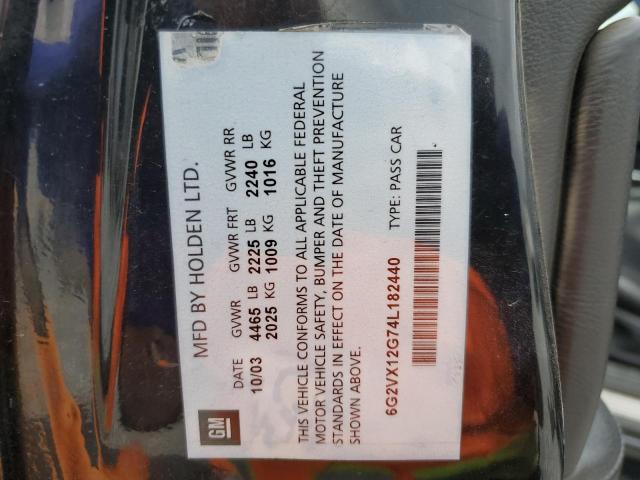 MFD BY HOLDEN LTD.
DATE GVWR GVWR FRT GVWR RR
10/03 4465 LB 2225 LB 2240 LB
2025 KG 1009 KG 1016 KG
THIS VEHICLE CONFORMS TO ALL APPLICABLE FEDERAL
MOTOR VEHICLE SAFETY, BUMPER AND THEFT PREVENTION
STANDARDS IN EFFECT ON THE DATE OF MANUFACTURE
SHOWN ABOVE.
6G2VX12G74L182440 TYPE: PASS CAR
GM